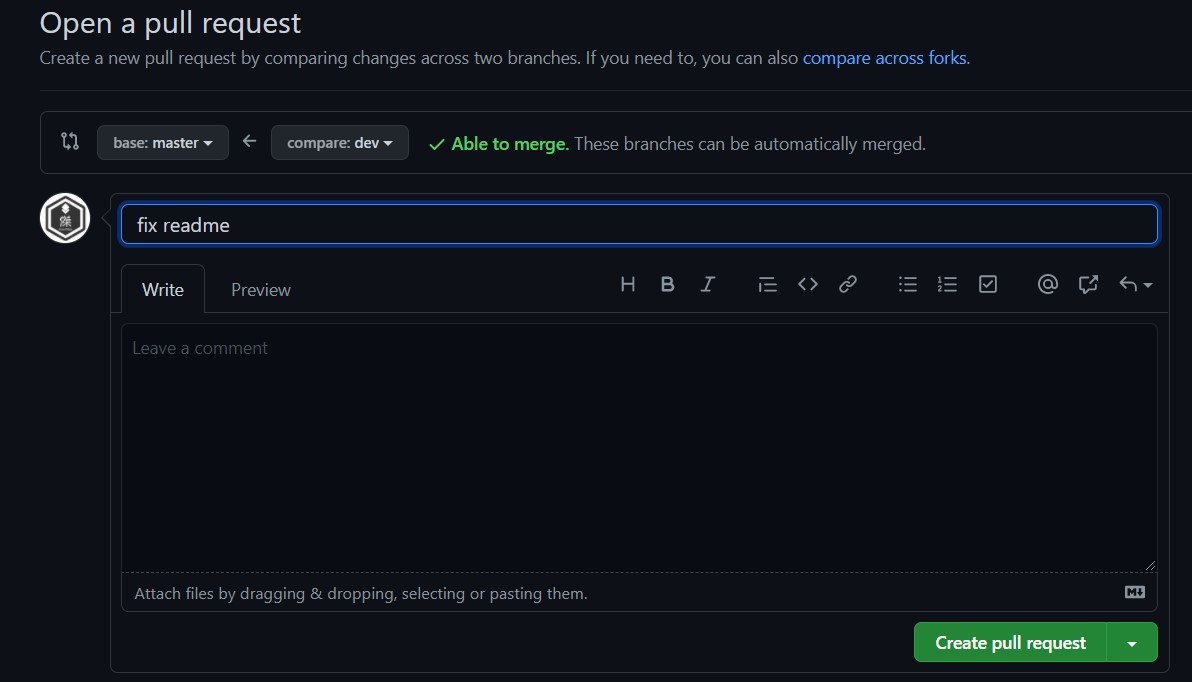 Open a pull request
Create a new pull request by comparing changes across two branches. If you need to, you can also compare across forks.
base: master compare: dev Able to merge. These branches can be automatically merged.
fix readme
Write Preview
Leave a comment
Attach files by dragging & dropping, selecting or pasting them.
Create pull request